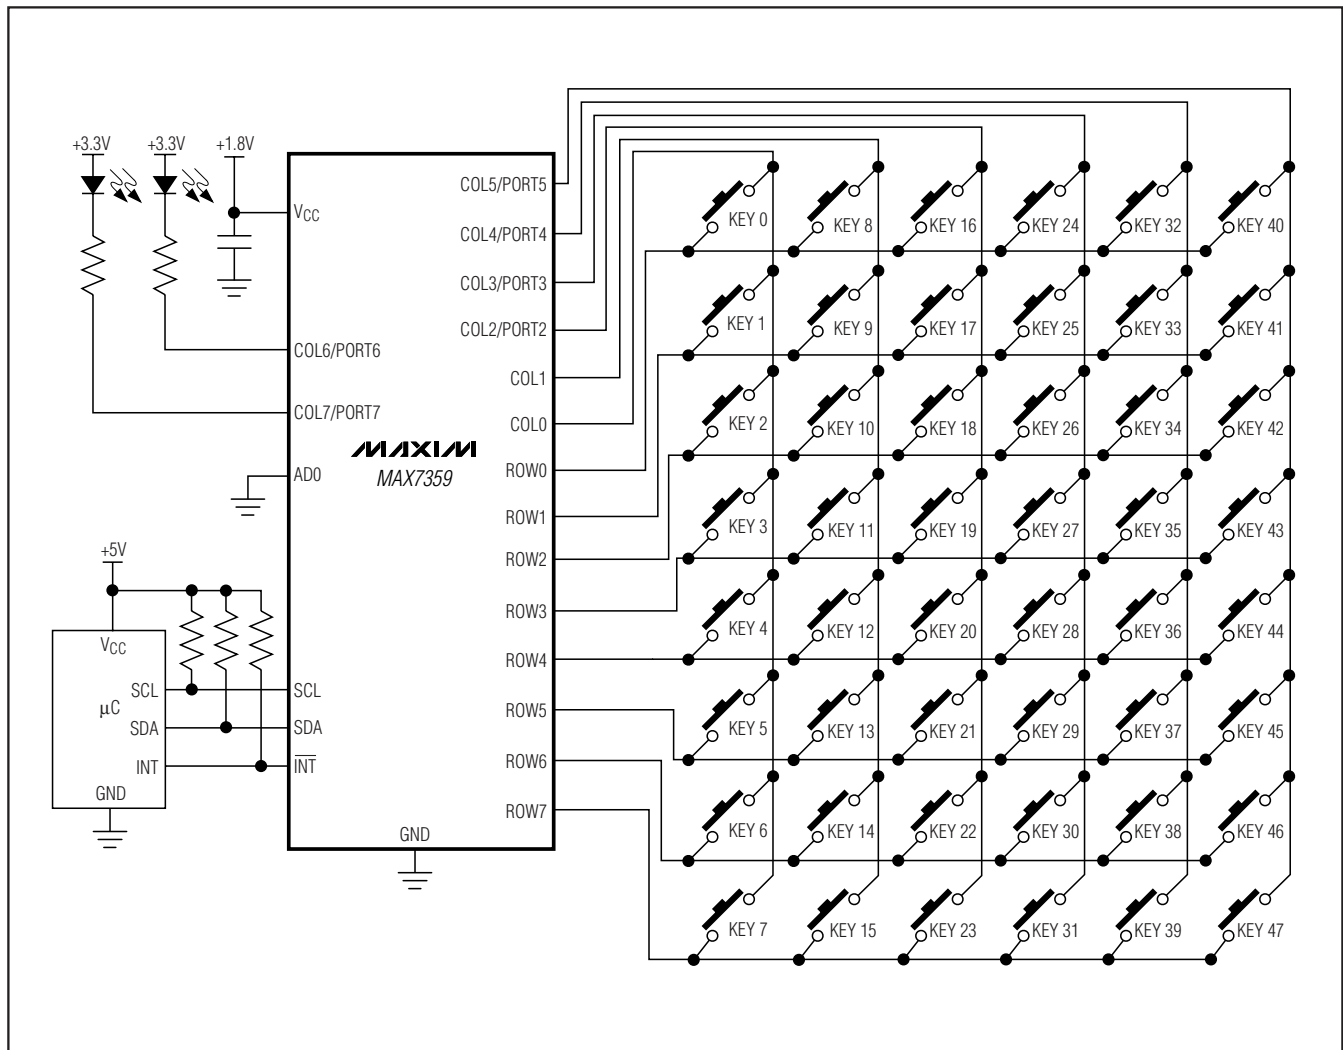 +3.3V +3.3V +1.8V
VCC
COL6/PORT6
COL7/PORT7
AD0
MAXIM
MAX7359
COL5/PORT5
COL4/PORT4
COL3/PORT3
COL2/PORT2
COL1
COL0
ROW0
ROW1
ROW2
ROW3
ROW4
ROW5
ROW6
ROW7
GND
SCL
SDA
INT
+5V
VCC
μC
SCL
SDA
INT
GND
KEY 0 KEY 8 KEY 16 KEY 24 KEY 32 KEY 40
KEY 1 KEY 9 KEY 17 KEY 25 KEY 33 KEY 41
KEY 2 KEY 10 KEY 18 KEY 26 KEY 34 KEY 42
KEY 3 KEY 11 KEY 19 KEY 27 KEY 35 KEY 43
KEY 4 KEY 12 KEY 20 KEY 28 KEY 36 KEY 44
KEY 5 KEY 13 KEY 21 KEY 29 KEY 37 KEY 45
KEY 6 KEY 14 KEY 22 KEY 30 KEY 38 KEY 46
KEY 7 KEY 15 KEY 23 KEY 31 KEY 39 KEY 47